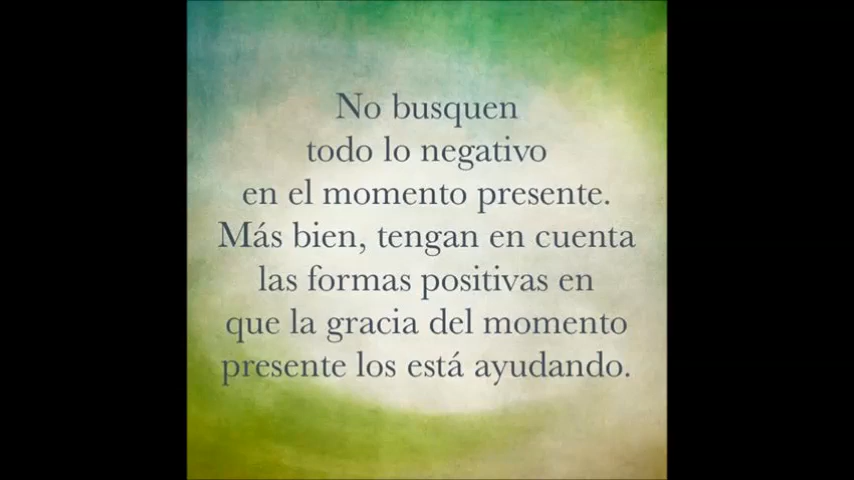 No busquen
todo lo negativo
en el momento presente.
Más bien, tengan en cuenta
las formas positivas en
que la gracia del momento
presente los está ayudando.